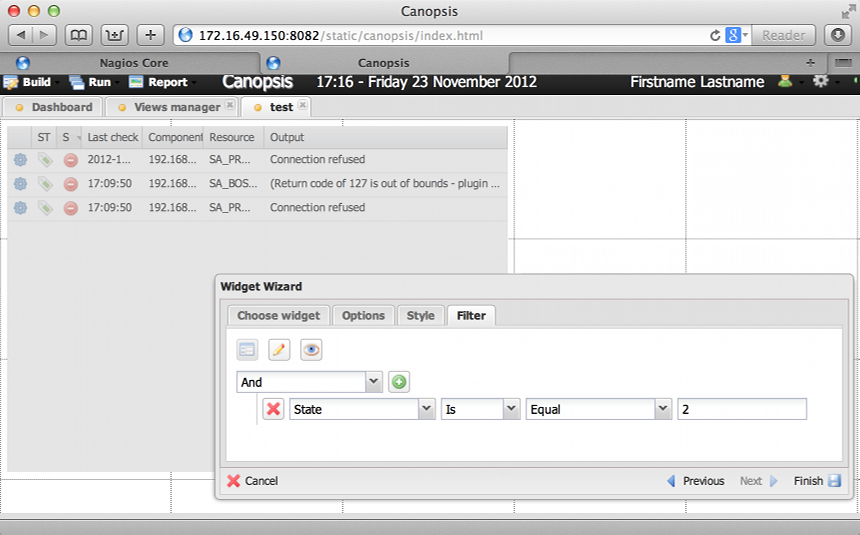 Canopsis
172.16.49.150:8082/static/canopsis/index.html
Reader
Nagios Core
Canopsis
Build Run Report Canopsis 17:16 - Friday 23 November 2012 Firstname Lastname
Dashboard Views manager test
ST S Last check Component Resource Output
2012-1... 192.168... SA_PR... Connection refused
17:09:50 192.168... SA_BOS... (Return code of 127 is out of bounds - plugin ...
17:09:50 192.168... SA_PR... Connection refused
Widget Wizard
Choose widget Options Style Filter
And
State Is Equal 2
Cancel Previous Next Finish